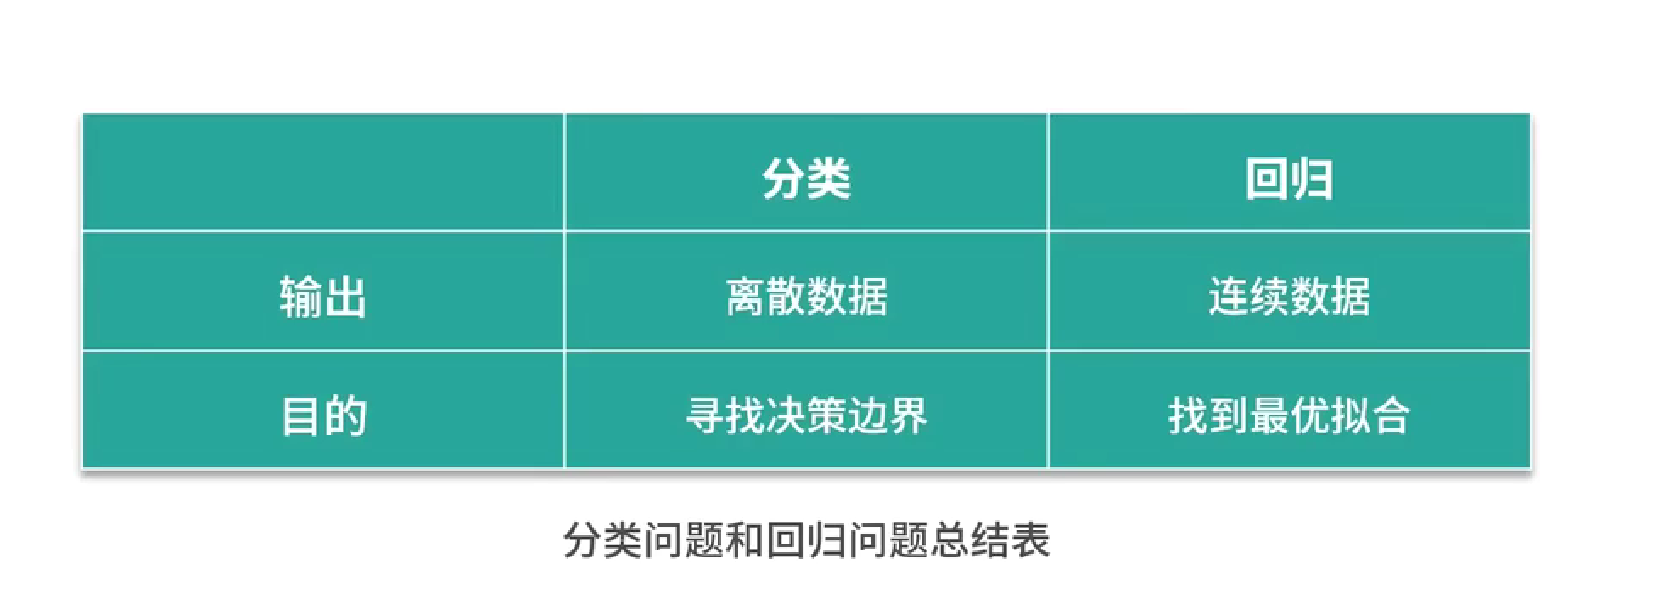 分类 回归
输出 离散数据 连续数据
目的 寻找决策边界 找到最优拟合
分类问题和回归问题总结表